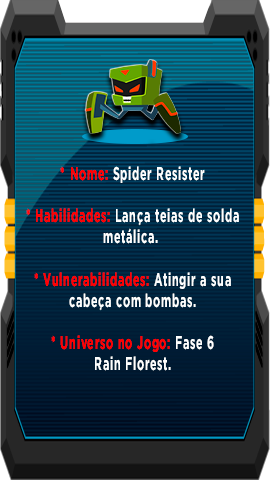 * Nome: Spider Resister
* Habilidades: Lança teias de solda
metálica.
* Vulnerabilidades: Atingir a sua
cabeça com bombas.
* Universo no Jogo: Fase 6
Rain Florest.